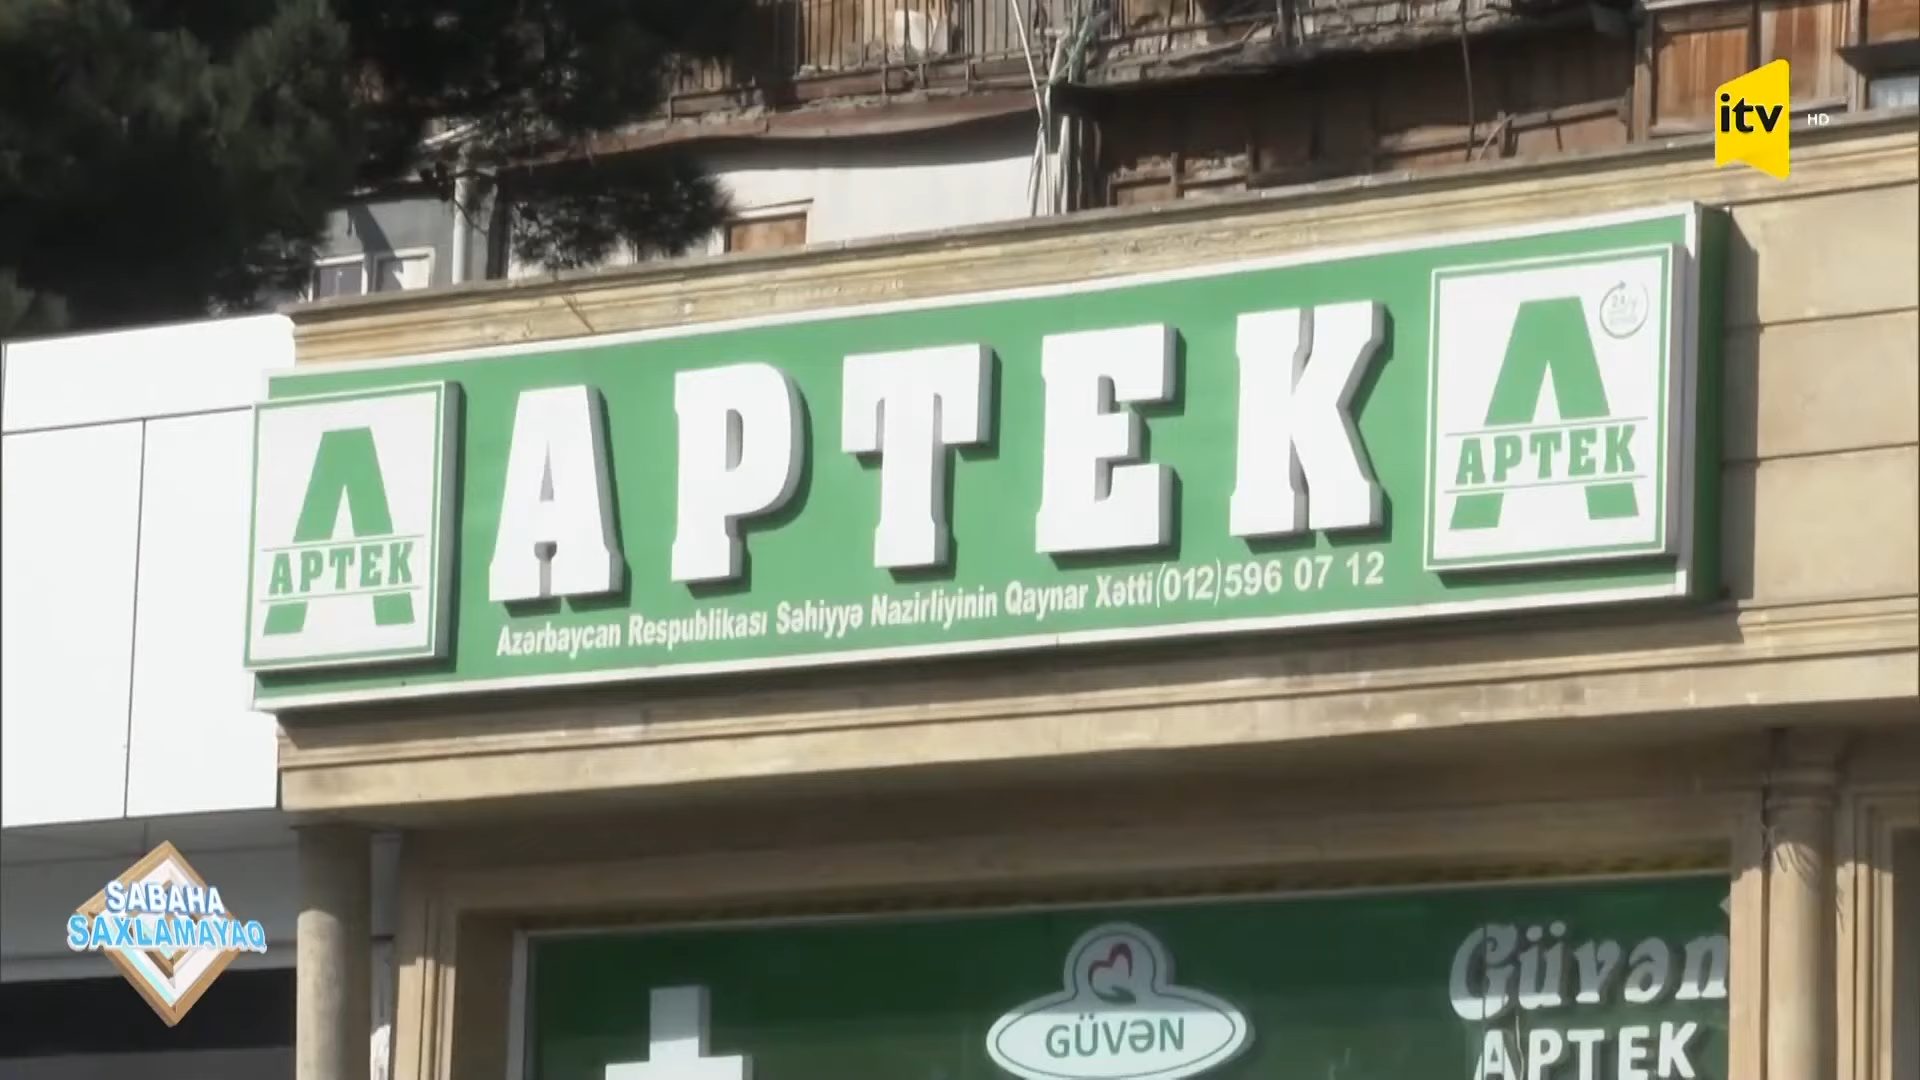 itv HD
APTEK
A
APTEK
A
APTEK
Azərbaycan Respublikası Səhiyyə Nazirliyinin Qaynar Xətti (012) 596 07 12
SABAHA
SAXLAMAYAQ
GÜVƏN
Güvən
APTEK